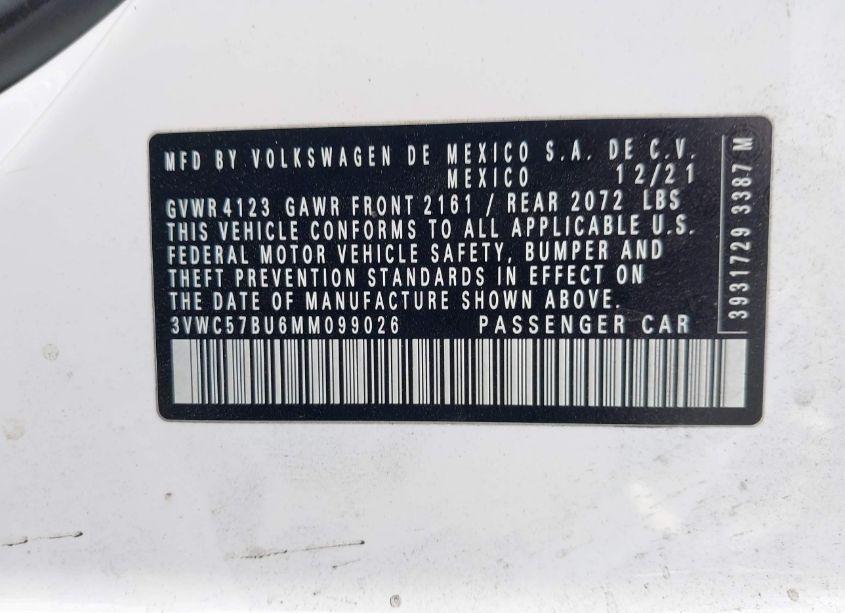 MFD BY VOLKSWAGEN DE MEXICO S.A. DE C.V.
MEXICO 12/21
GVWR 4123 GAWR FRONT 2161 / REAR 2072 LBS
THIS VEHICLE CONFORMS TO ALL APPLICABLE U.S.
FEDERAL MOTOR VEHICLE SAFETY, BUMPER AND
THEFT PREVENTION STANDARDS IN EFFECT ON
THE DATE OF MANUFACTURE SHOWN ABOVE.
3VWC57BU6MM099026 PASSENGER CAR
3931729 3387 M